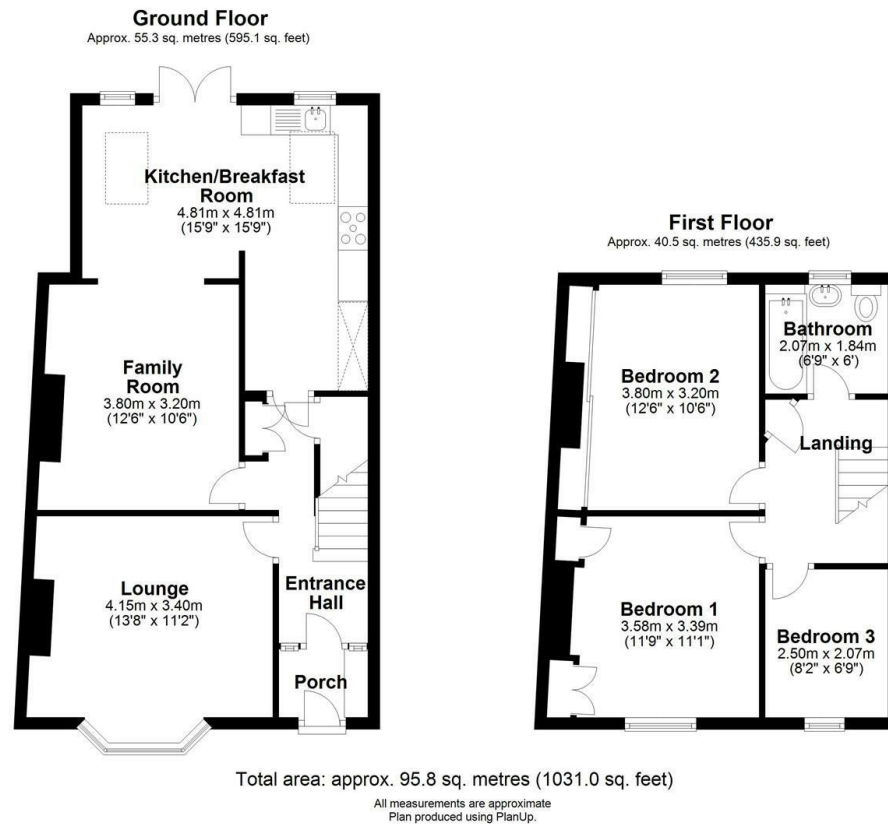 Ground Floor
Approx. 55.3 sq. metres (595.1 sq. feet)
Kitchen/Breakfast
Room
4.81m x 4.81m
(15'9" x 15'9")
Family
Room
3.80m x 3.20m
(12'6" x 10'6")
Lounge
4.15m x 3.40m
(13'8" x 11'2")
Entrance
Hall
Porch
First Floor
Approx. 40.5 sq. metres (435.9 sq. feet)
Bathroom
2.07m x 1.84m
(6'9" x 6')
Bedroom 2
3.80m x 3.20m
(12'6" x 10'6")
Landing
Bedroom 1
3.58m x 3.39m
(11'9" x 11'1")
Bedroom 3
2.50m x 2.07m
(8'2" x 6'9")
Total area: approx. 95.8 sq. metres (1031.0 sq. feet)
All measurements are approximate
Plan produced using PlanUp.